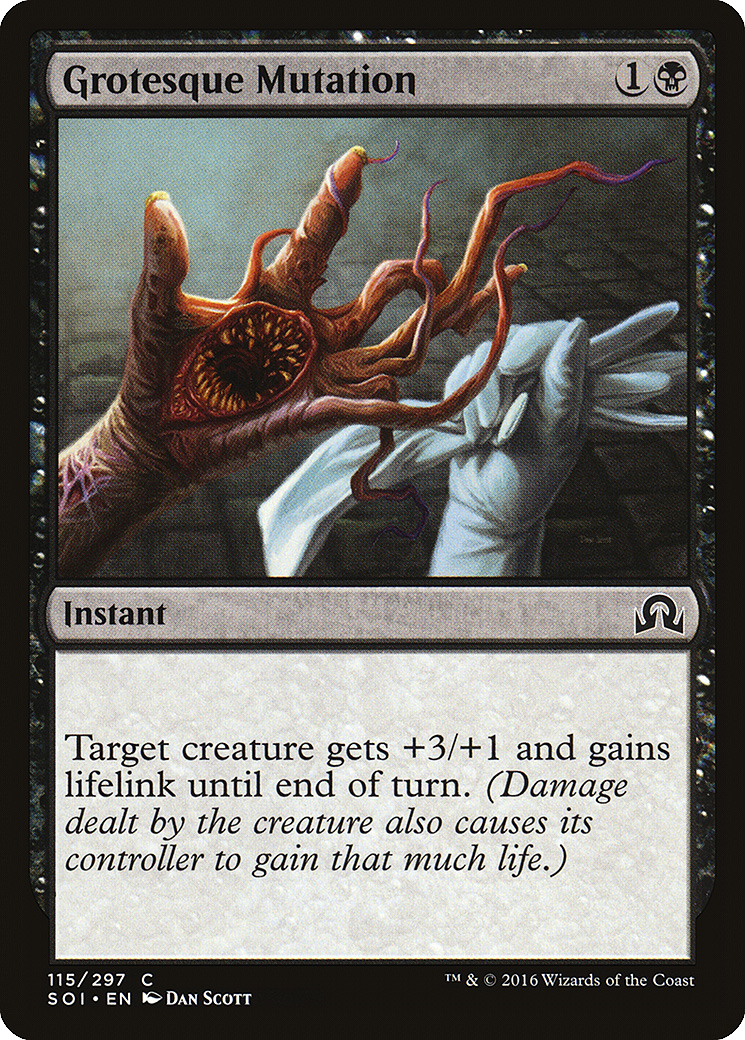 Grotesque Mutation 1
Instant
Target creature gets +3/+1 and gains
lifelink until end of turn. (Damage
dealt by the creature also causes its
controller to gain that much life.)
115/297 C
SOI • EN Dan Scott
™ & © 2016 Wizards of the Coast